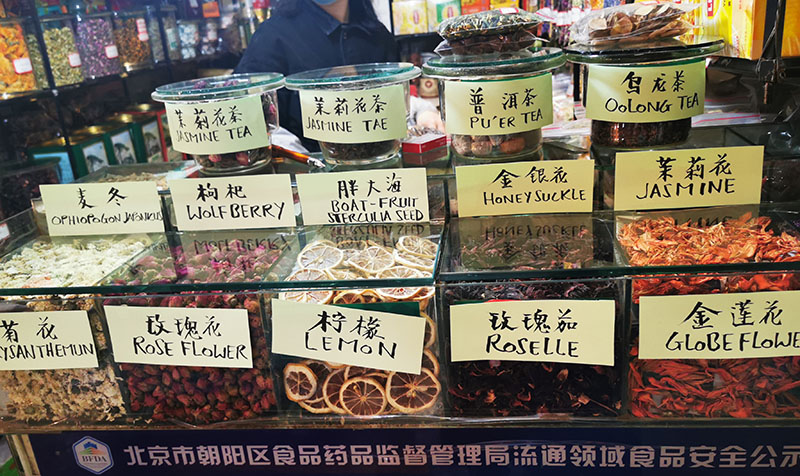 茉莉花茶
JASMINE TEA
茉莉花茶
JASMINE TAE
普洱茶
PU'ER TEA
乌龙茶
OOLONG TEA
麦冬
OPHIOPOGON JAPONICUS
枸杞
WOLFBERRY
胖大海
BOAT-FRUIT
STERCULIA SEED
金银花
HONEYSUCKLE
茉莉花
JASMINE
菊花
YSANTHEMUN
玫瑰花
ROSE FLOWER
柠檬
LEMON
玫瑰茄
ROSELLE
金莲花
GLOBEFLOWE
BFDA
北京市朝阳区食品药品监督管理局流通领域食品安全公示